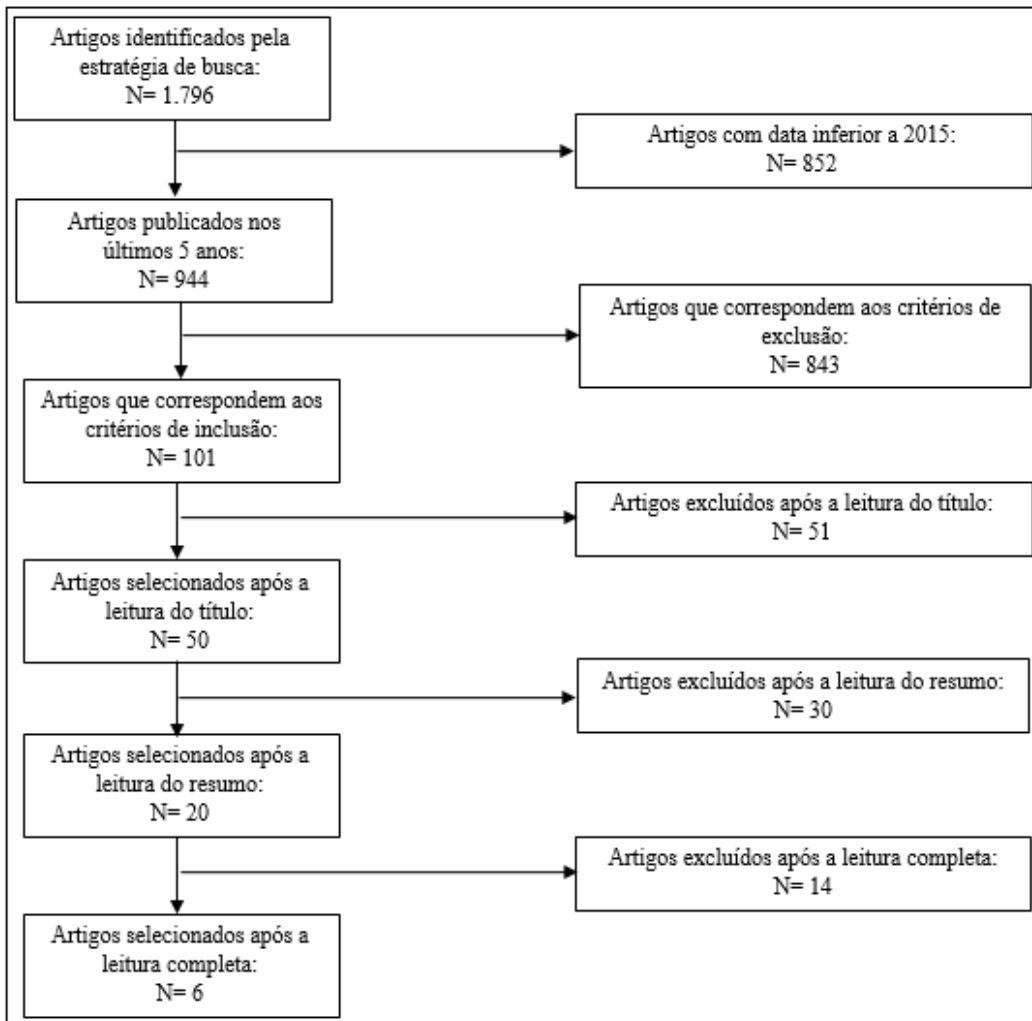 Artigos identificados pela
estratégia de busca:
N= 1.796
Artigos com data inferior a 2015:
N= 852
Artigos publicados nos
últimos 5 anos:
N= 944
Artigos que correspondem aos critérios de
exclusão:
N= 843
Artigos que correspondem aos
critérios de inclusão:
N= 101
Artigos excluídos após a leitura do título:
N= 51
Artigos selecionados após a
leitura do título:
N= 50
Artigos excluídos após a leitura do resumo:
N= 30
Artigos selecionados após a
leitura do resumo:
N= 20
Artigos excluídos após a leitura completa:
N= 14
Artigos selecionados após a
leitura completa:
N= 6